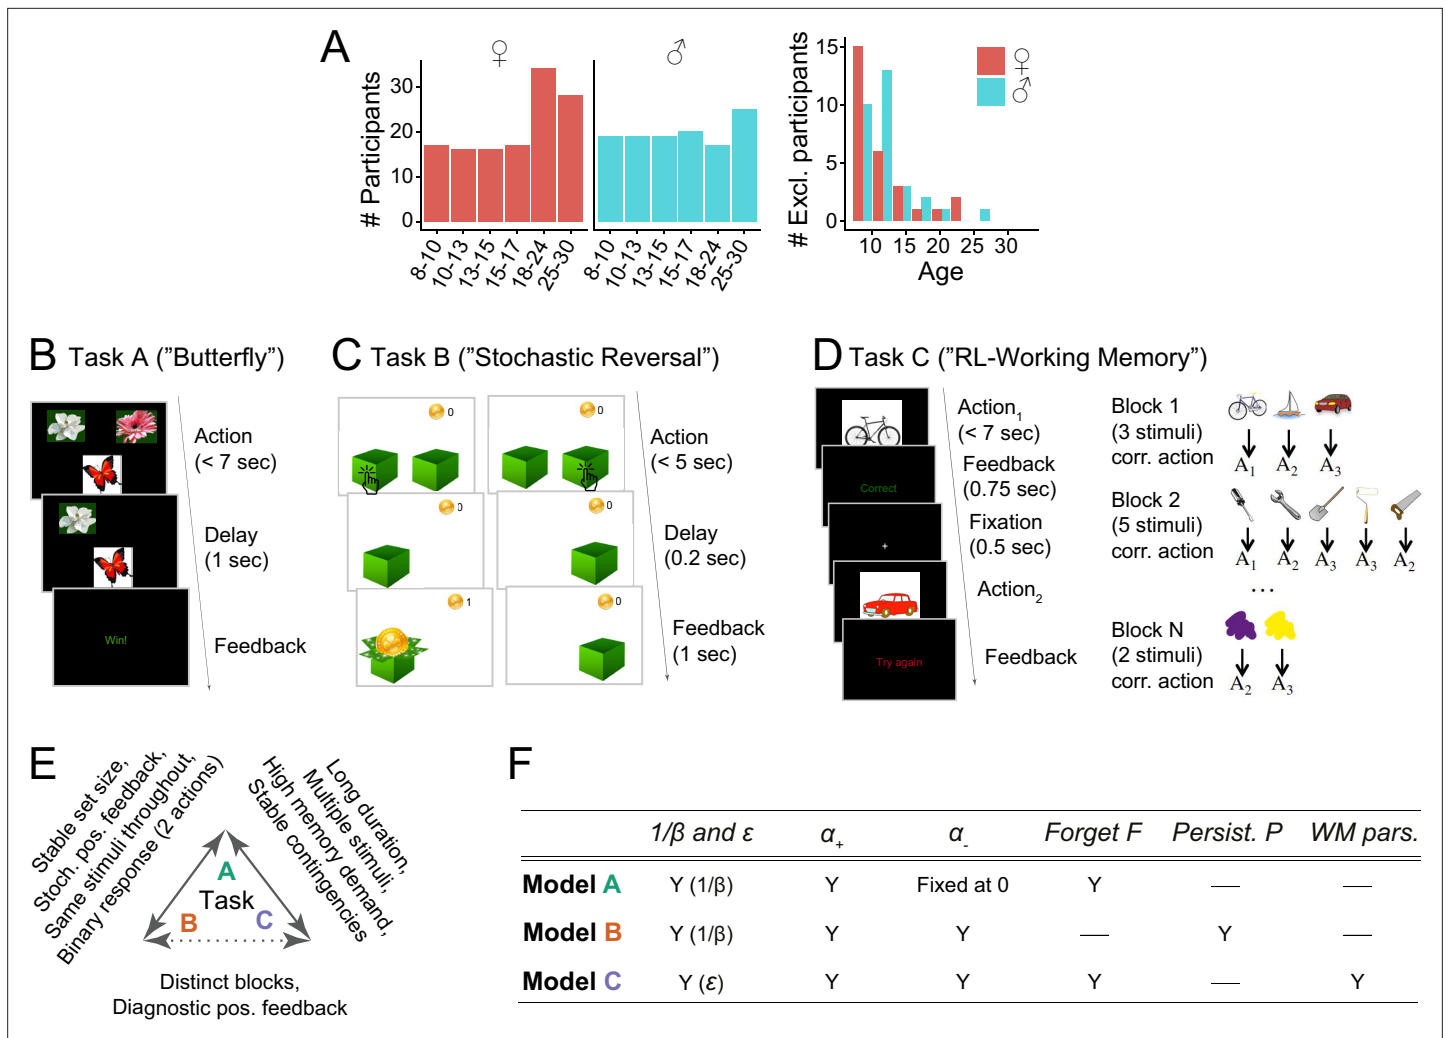 A
♀
♂
# Participants
30
20
10
0
8-10
10-13
13-15
15-17
18-24
25-30
8-10
10-13
13-15
15-17
18-24
25-30
# Excl. participants
15
10
5
0
10
15
20
25
30
Age
♀
♂
B Task A ("Butterfly")
Action
(< 7 sec)
Delay
(1 sec)
Win!
Feedback
C Task B ("Stochastic Reversal")
0
0
Action
(< 5 sec)
0
0
Delay
(0.2 sec)
1
0
Feedback
(1 sec)
D Task C ("RL-Working Memory")
Action1
(< 7 sec)
Correct
Feedback
(0.75 sec)
+
Fixation
(0.5 sec)
Action2
Try again
Feedback
Block 1
(3 stimuli)
corr. action
A1 A2 A3
Block 2
(5 stimuli)
corr. action
A1 A2 A3 A3 A2
...
Block N
(2 stimuli)
corr. action
A2 A3
E
Stable set size,
Stoch. pos. feedback,
Same stimuli throughout,
Binary response (2 actions)
Long duration,
Multiple stimuli,
High memory demand,
Stable contingencies
A
Task
B C
Distinct blocks,
Diagnostic pos. feedback
F
1/β and ε α+ α- Forget F Persist. P WM pars.
Model A Y (1/β) Y Fixed at 0 Y — —
Model B Y (1/β) Y Y — Y —
Model C Y (ε) Y Y Y — Y